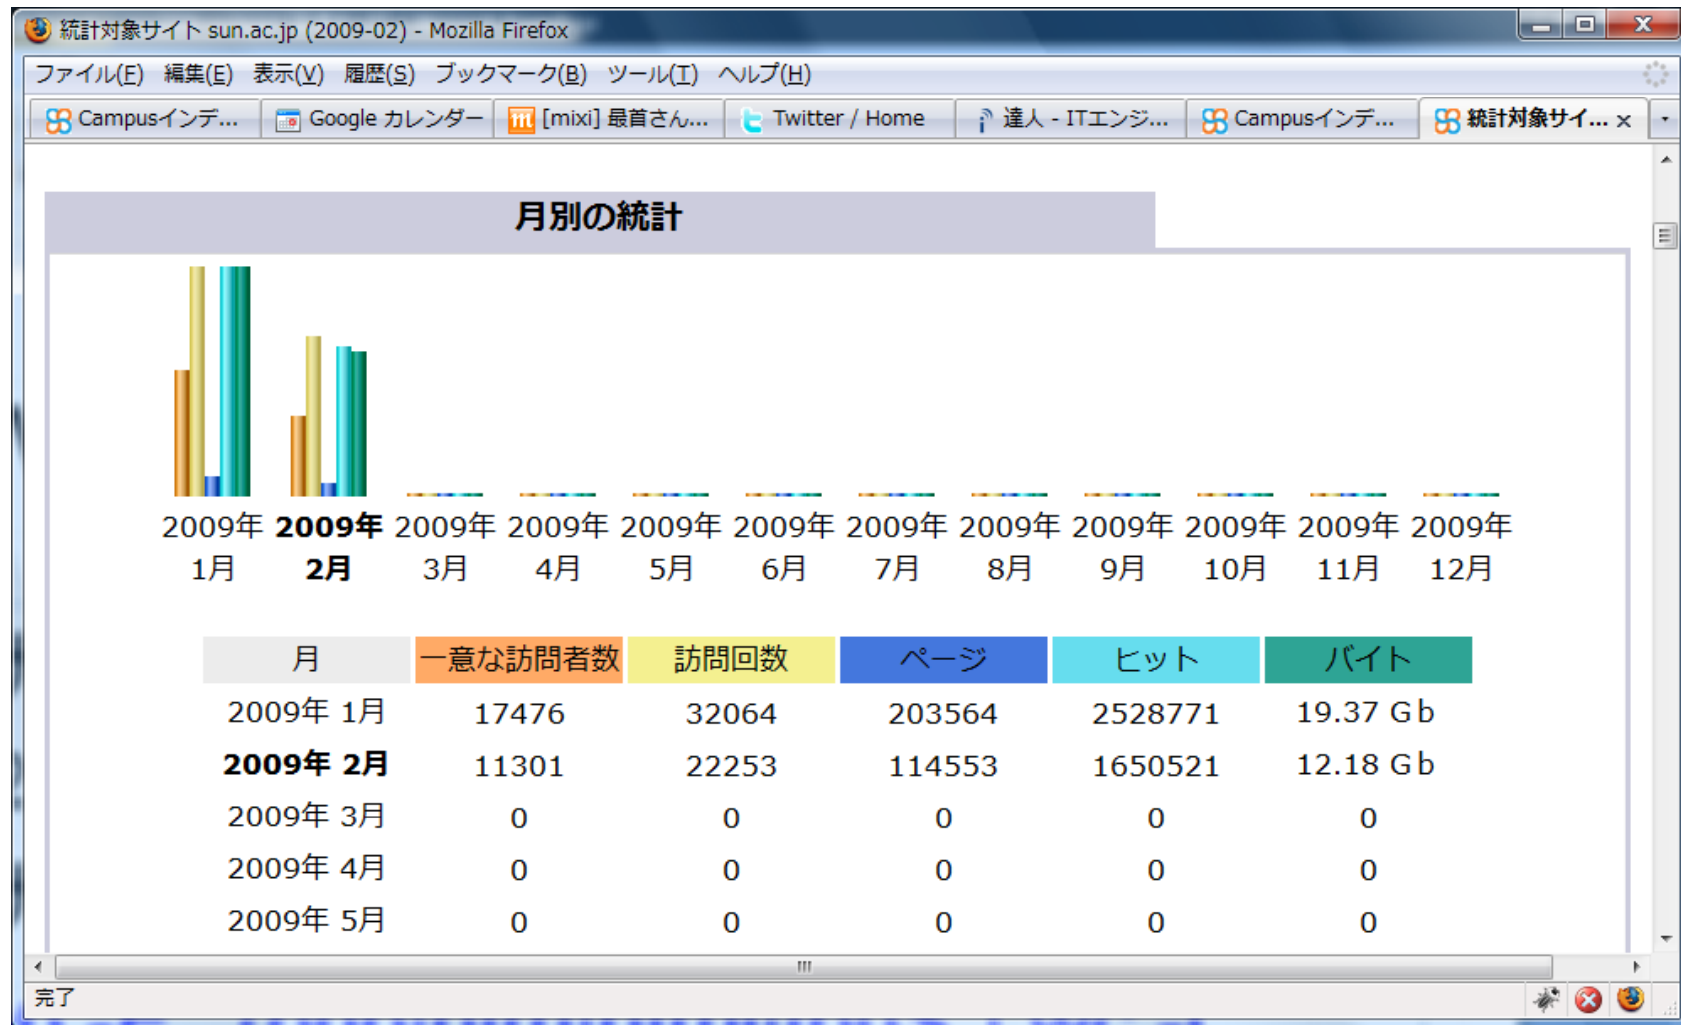 統計対象サイト sun.ac.jp (2009-02) - Mozilla Firefox
ファイル(F) 編集(E) 表示(V) 履歴(S) ブックマーク(B) ツール(T) ヘルプ(H)
Campusインデ... Google カレンダー [mixi] 最首さん... Twitter / Home 達人 - ITエンジ... Campusインデ... 統計対象サイ...
月別の統計
2009年 2009年 2009年 2009年 2009年 2009年 2009年 2009年 2009年 2009年 2009年 2009年
1月 2月 3月 4月 5月 6月 7月 8月 9月 10月 11月 12月
月 一意な訪問者数 訪問回数 ページ ヒット バイト
2009年 1月 17476 32064 203564 2528771 19.37 Gb
2009年 2月 11301 22253 114553 1650521 12.18 Gb
2009年 3月 0 0 0 0 0
2009年 4月 0 0 0 0 0
2009年 5月 0 0 0 0 0
完了